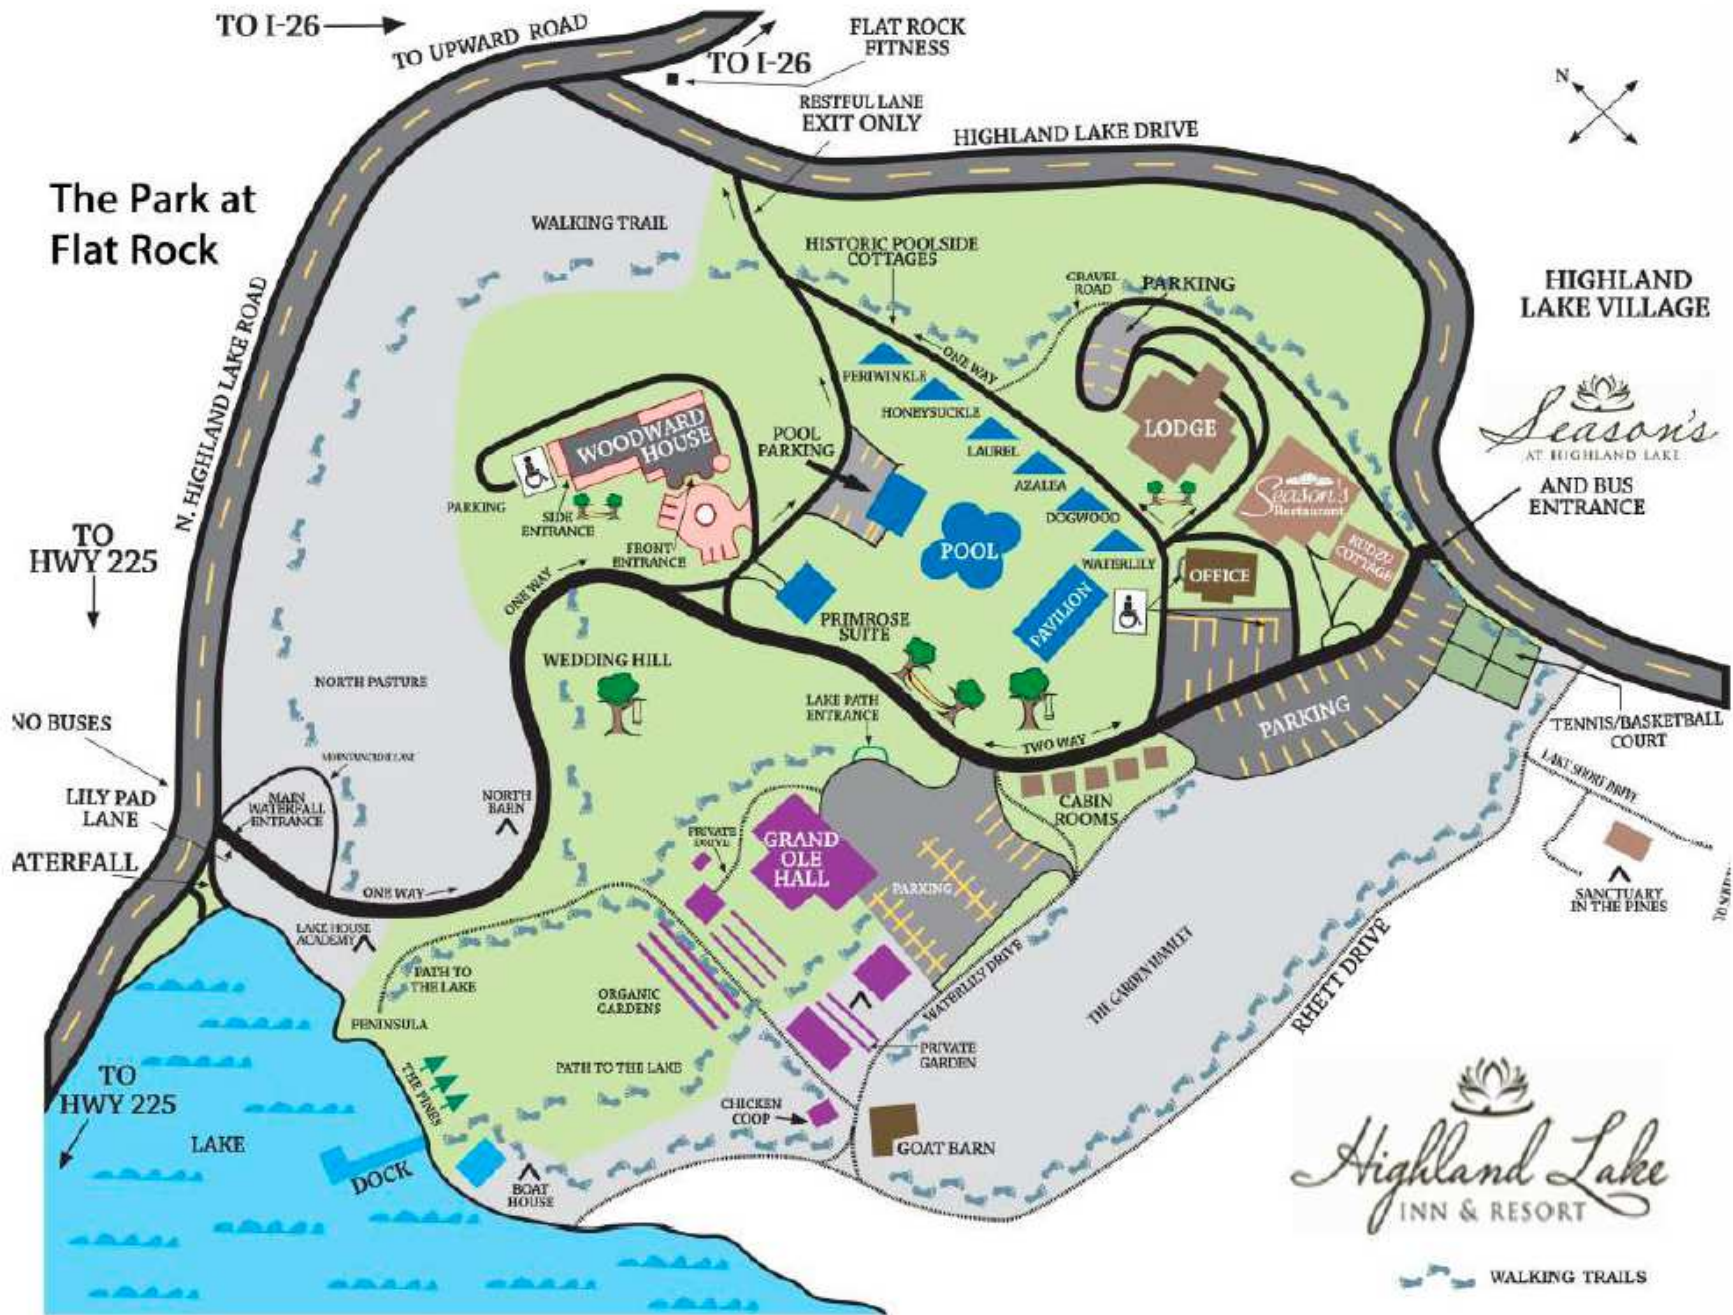 TO I-26
TO UPWARD ROAD
TO I-26
FLAT ROCK
FITNESS
RESTFUL LANE
EXIT ONLY
HIGHLAND LAKE DRIVE
N
The Park at
Flat Rock
WALKING TRAIL
HISTORIC POOLSIDE
COTTAGES
GRAVEL
ROAD
PARKING
HIGHLAND
LAKE VILLAGE
N. HIGHLAND LAKE ROAD
ONE WAY
PERIWINKLE
HONEYSUCKLE
LAUREL
AZALEA
DOGWOOD
WATERLILY
LODGE
Season's
AT HIGHLAND LAKE
AND BUS
ENTRANCE
WOODWARD
HOUSE
POOL
PARKING
PARKING
SIDE
ENTRANCE
FRONT
ENTRANCE
Season's
Restaurant
KUDZU
COTTAGE
POOL
OFFICE
PAVILION
TO
HWY 225
ONE WAY
PRIMROSE
SUITE
WEDDING HILL
NORTH PASTURE
LAKE PATH
ENTRANCE
TWO WAY
PARKING
TENNIS/BASKETBALL
COURT
NO BUSES
LILY PAD
LANE
MAIN
WATERFALL
ENTRANCE
NORTH
BARN
CABIN
ROOMS
LAKE SHORE DRIVE
PRIVATE
DRIVE
GRAND
OLE
HALL
PARKING
ATERFALL
ONE WAY
SANCTUARY
IN THE PINES
LAKE HOUSE
ACADEMY
PATH TO
THE LAKE
PENINSULA
ORGANIC
GARDENS
WATERLILY DRIVE
THE GARDEN HAMLET
RHETT DRIVE
PRIVATE
GARDEN
PATH TO THE LAKE
THE PINES
TO
HWY 225
LAKE
DOCK
CHICKEN
COOP
GOAT BARN
BOAT
HOUSE
Highland Lake
INN & RESORT
WALKING TRAILS